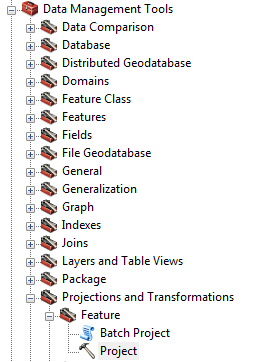 Data Management Tools
Data Comparison
Database
Distributed Geodatabase
Domains
Feature Class
Features
Fields
File Geodatabase
General
Generalization
Graph
Indexes
Joins
Layers and Table Views
Package
Projections and Transformations
Feature
Batch Project
Project